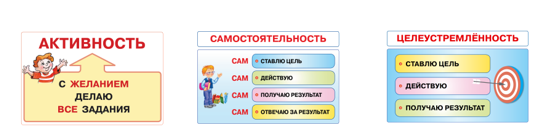 АКТИВНОСТЬ
С ЖЕЛАНИЕМ
ДЕЛАЮ
ВСЕ ЗАДАНИЯ
САМОСТОЯТЕЛЬНОСТЬ
САМ СТАВЛЮ ЦЕЛЬ
САМ ДЕЙСТВУЮ
САМ ПОЛУЧАЮ РЕЗУЛЬТАТ
САМ ОТВЕЧАЮ ЗА РЕЗУЛЬТАТ
ЦЕЛЕУСТРЕМЛЁННОСТЬ
СТАВЛЮ ЦЕЛЬ
ДЕЙСТВУЮ
ПОЛУЧАЮ РЕЗУЛЬТАТ